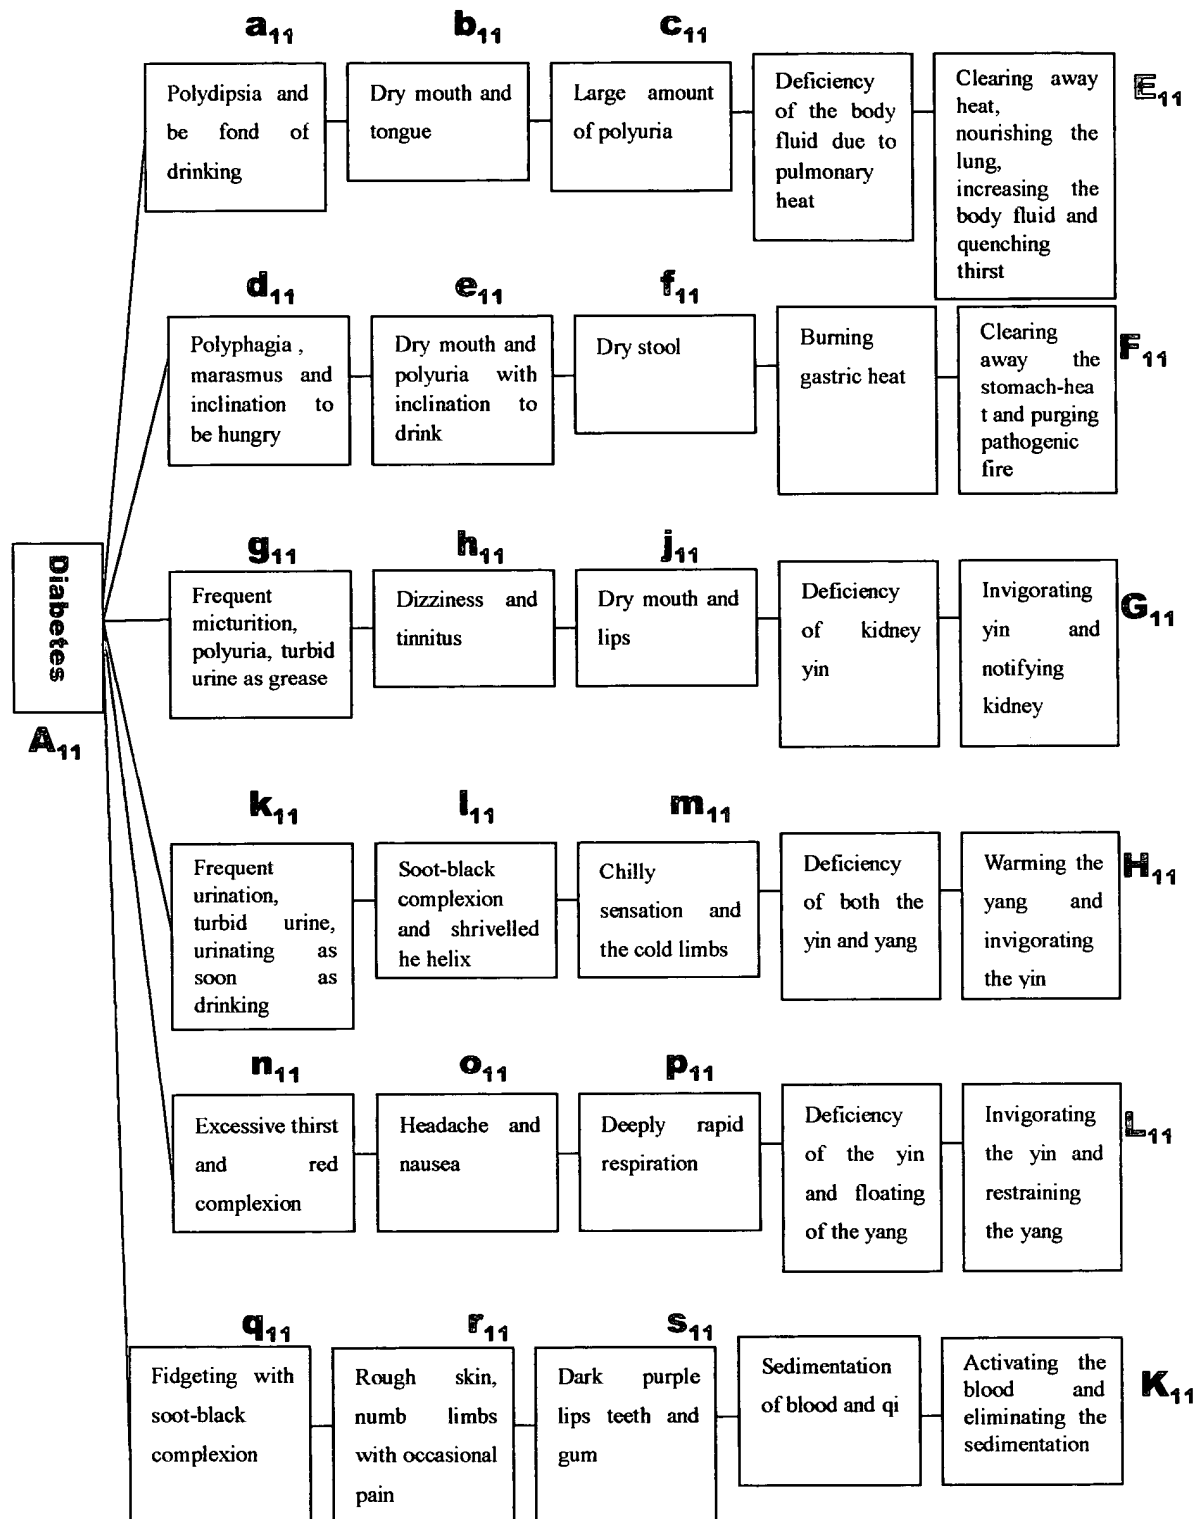 a11
b11
c11
Polydipsia and
be fond of
drinking
Dry mouth and
tongue
Large amount
of polyuria
Deficiency
of the body
fluid due to
pulmonary
heat
Clearing away
heat,
nourishing the
lung,
increasing the
body fluid and
quenching
thirst
E11
d11
e11
f11
Polyphagia ,
marasmus and
inclination to
be hungry
Dry mouth and
polyuria with
inclination to
drink
Dry stool
Burning
gastric heat
Clearing
away the
stomach-hea
t and purging
pathogenic
fire
F11
Diabetes
A11
g11
h11
j11
Frequent
micturition,
polyuria, turbid
urine as grease
Dizziness and
tinnitus
Dry mouth and
lips
Deficiency
of kidney
yin
Invigorating
yin and
notifying
kidney
G11
k11
l11
m11
Frequent
urination,
turbid urine,
urinating as
soon as
drinking
Soot-black
complexion
and shrivelled
he helix
Chilly
sensation and
the cold limbs
Deficiency
of both the
yin and yang
Warming the
yang and
invigorating
the yin
H11
n11
o11
p11
Excessive thirst
and red
complexion
Headache and
nausea
Deeply rapid
respiration
Deficiency
of the yin
and floating
of the yang
Invigorating
the yin and
restraining
the yang
L11
q11
r11
s11
Fidgeting with
soot-black
complexion
Rough skin,
numb limbs
with occasional
pain
Dark purple
lips teeth and
gum
Sedimentation
of blood and qi
Activating the
blood and
eliminating the
sedimentation
K11